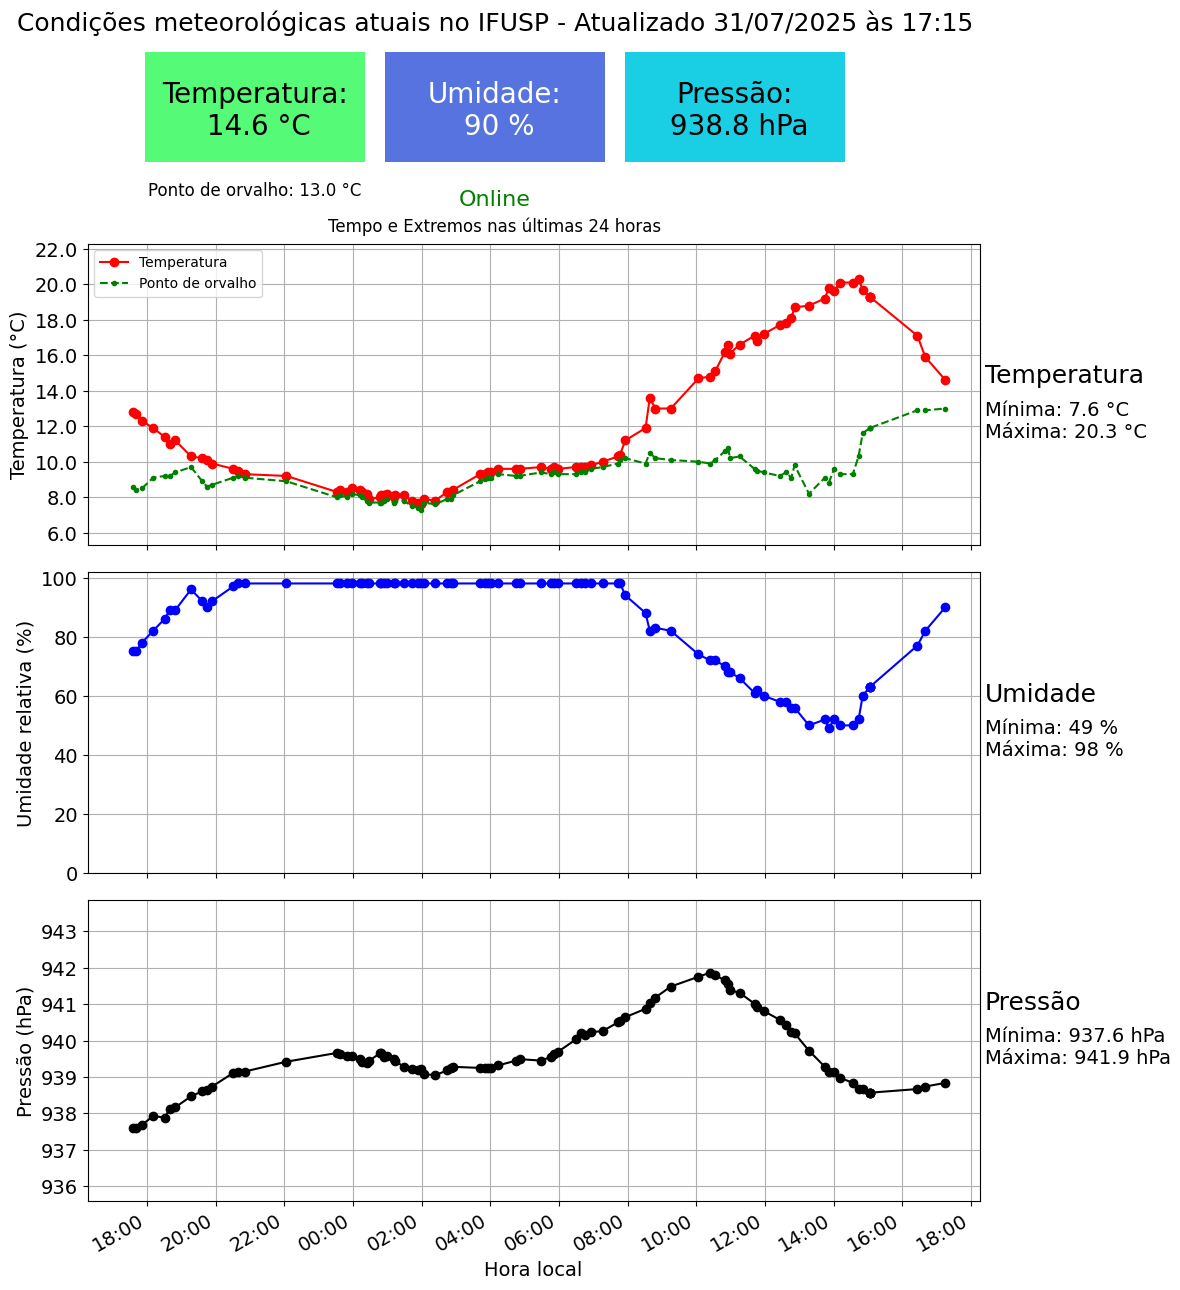 Condições meteorológicas atuais no IFUSP - Atualizado 31/07/2025 às 17:15
Temperatura:
14.6 °C
Umidade:
90 %
Pressão:
938.8 hPa
Ponto de orvalho: 13.0 °C
Online
Tempo e Extremos nas últimas 24 horas
Temperatura (°C)
22.0
20.0
18.0
16.0
14.0
12.0
10.0
8.0
6.0
Temperatura
Ponto de orvalho
Temperatura
Mínima: 7.6 °C
Máxima: 20.3 °C
Umidade relativa (%)
100
80
60
40
20
0
Umidade
Mínima: 49 %
Máxima: 98 %
Pressão (hPa)
943
942
941
940
939
938
937
936
Pressão
Mínima: 937.6 hPa
Máxima: 941.9 hPa
18:00
20:00
22:00
00:00
02:00
04:00
06:00
08:00
10:00
12:00
14:00
16:00
18:00
Hora local